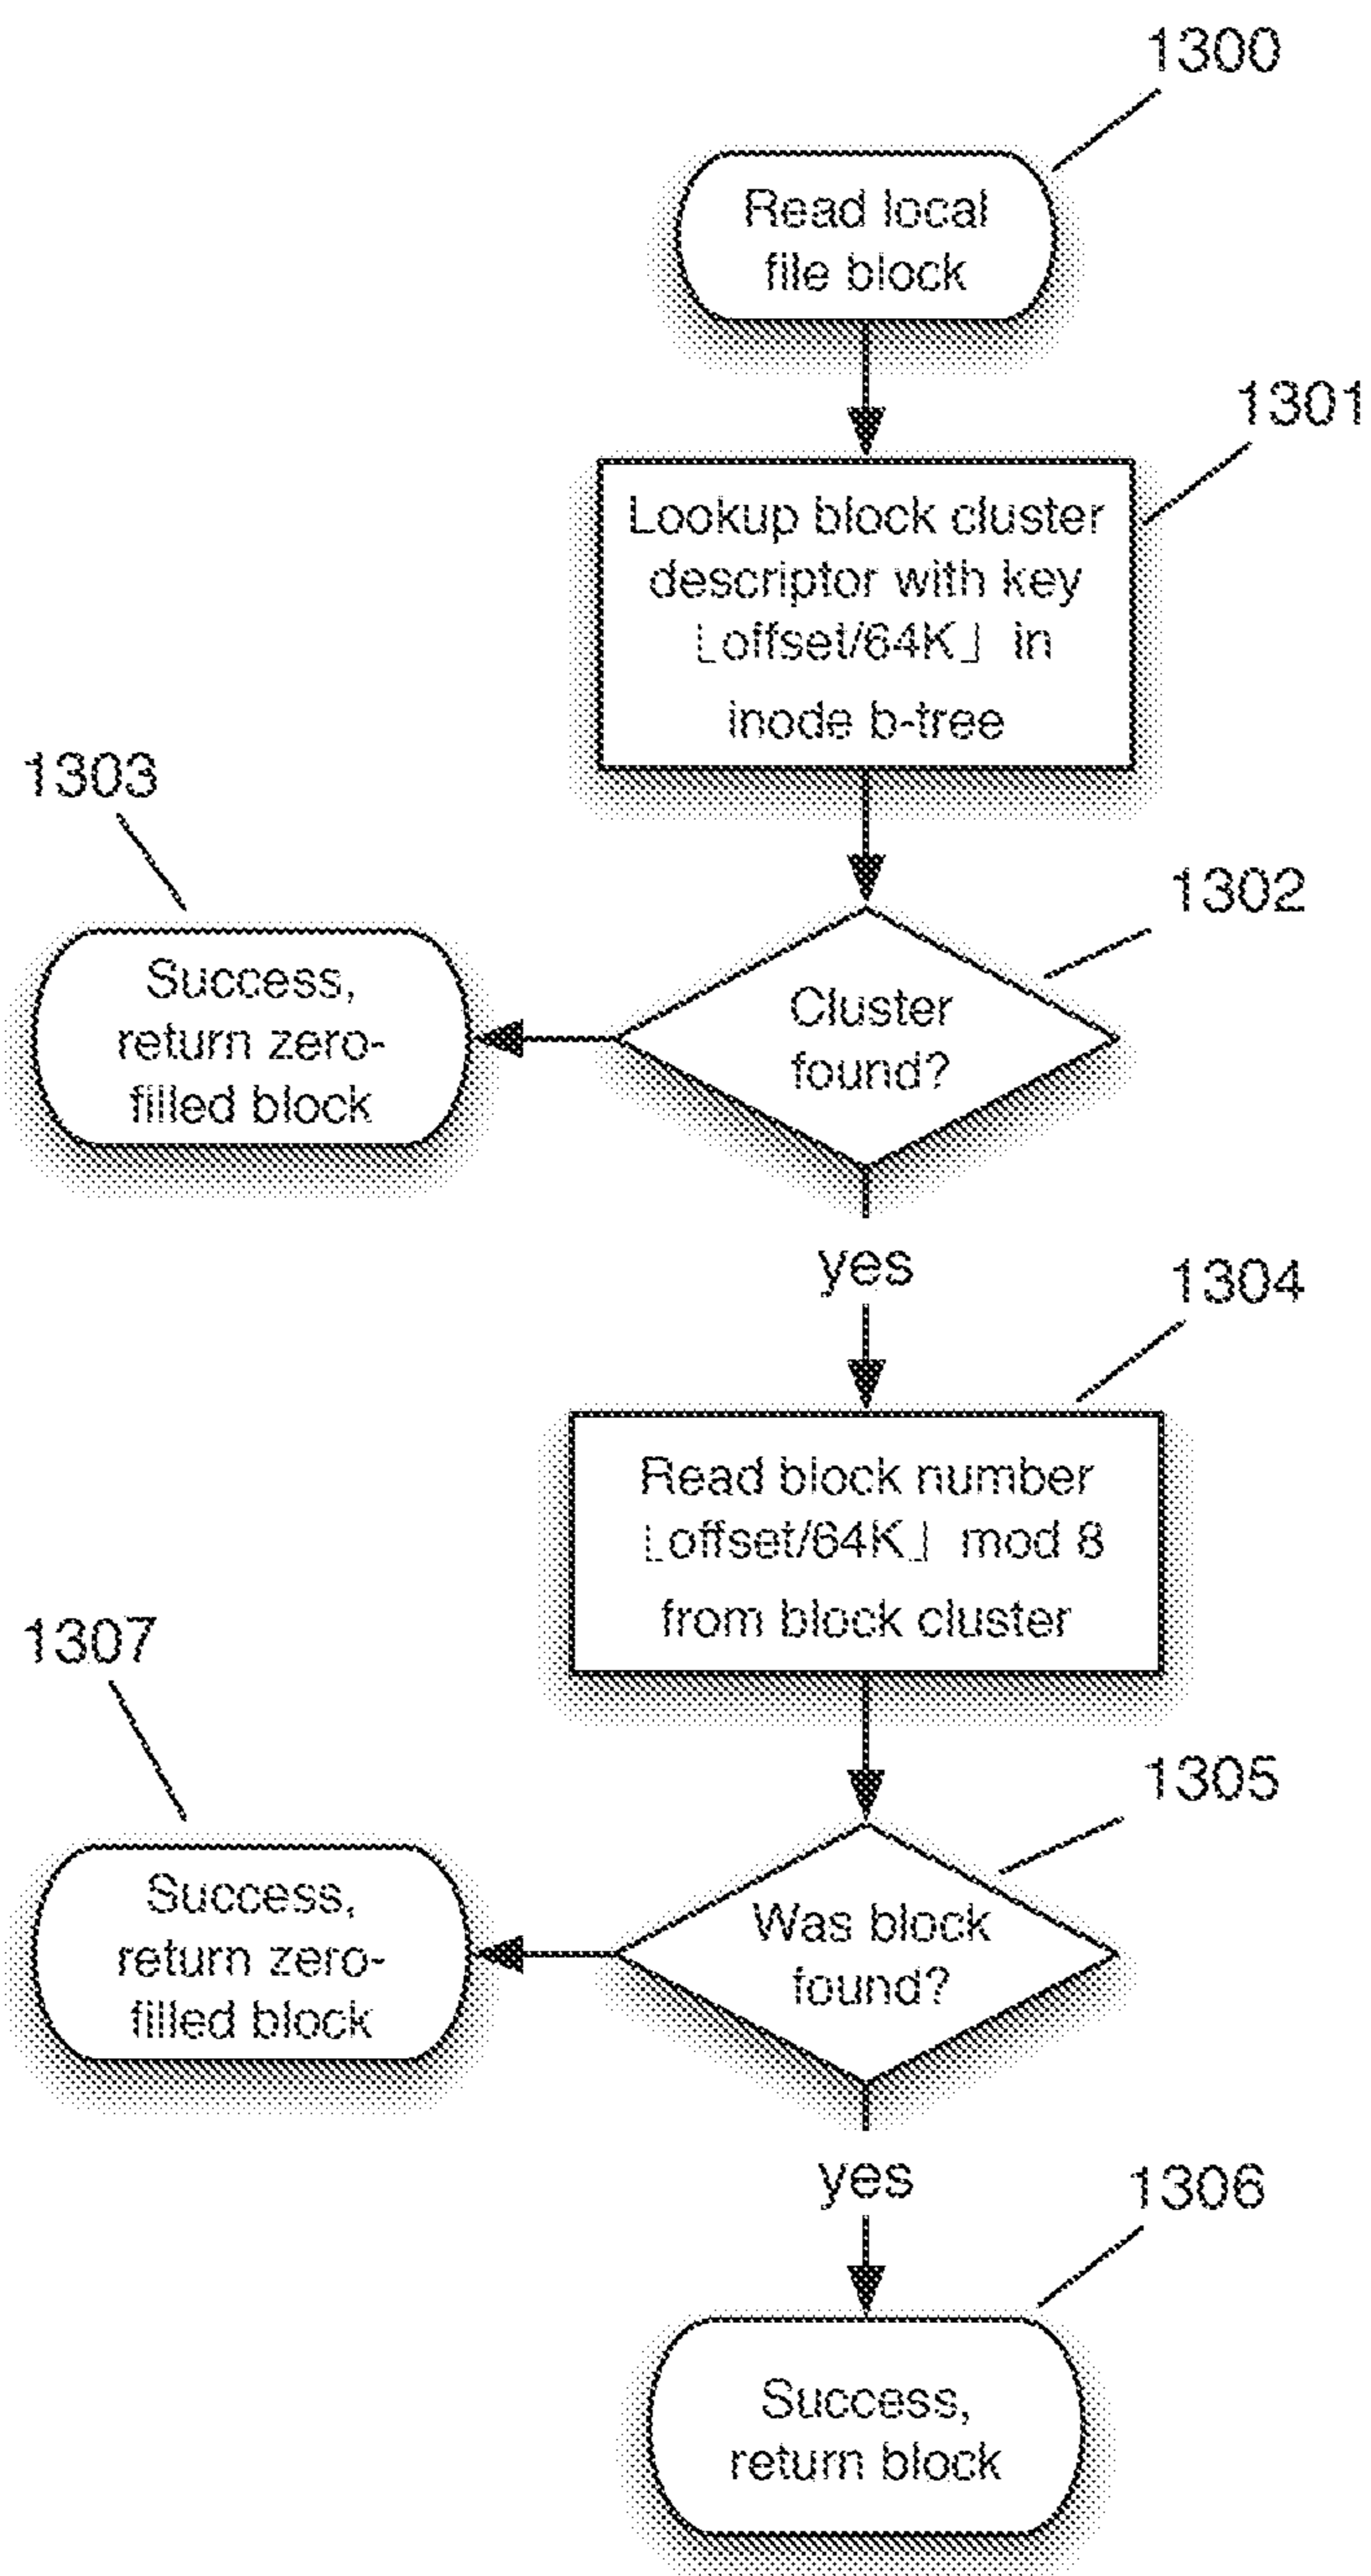 1300
Read local
file block
1301
Lookup block cluster
descriptor with key
⌊offset/64K⌋ in
inode b-tree
1303
1302
Success,
return zero-
filled block
Cluster
found?
yes
1304
Read block number
⌊offset/64K⌋ mod 8
from block cluster
1307
1305
Success,
return zero-
filled block
Was block
found?
yes
1306
Success,
return block